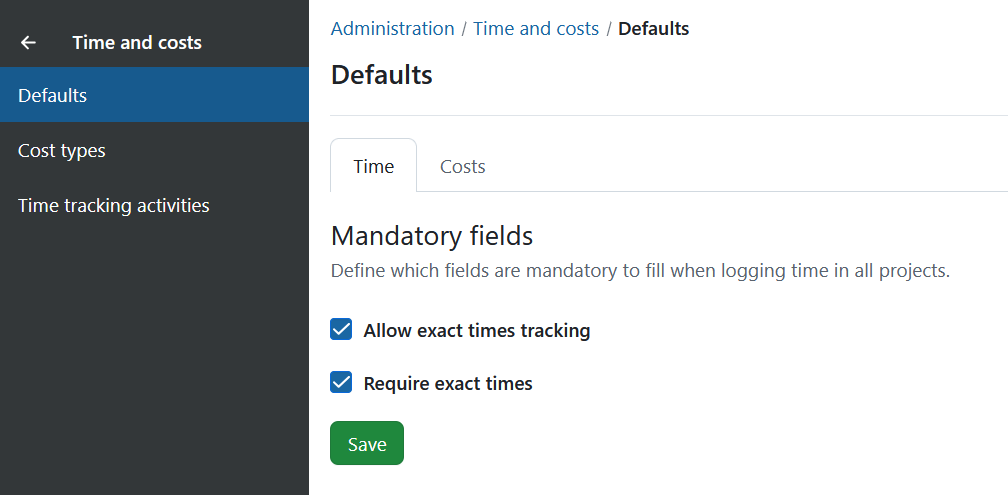 Time and costs
Defaults
Cost types
Time tracking activities
Administration / Time and costs / Defaults
Defaults
Time
Costs
Mandatory fields
Define which fields are mandatory to fill when logging time in all projects.
Allow exact times tracking
Require exact times
Save